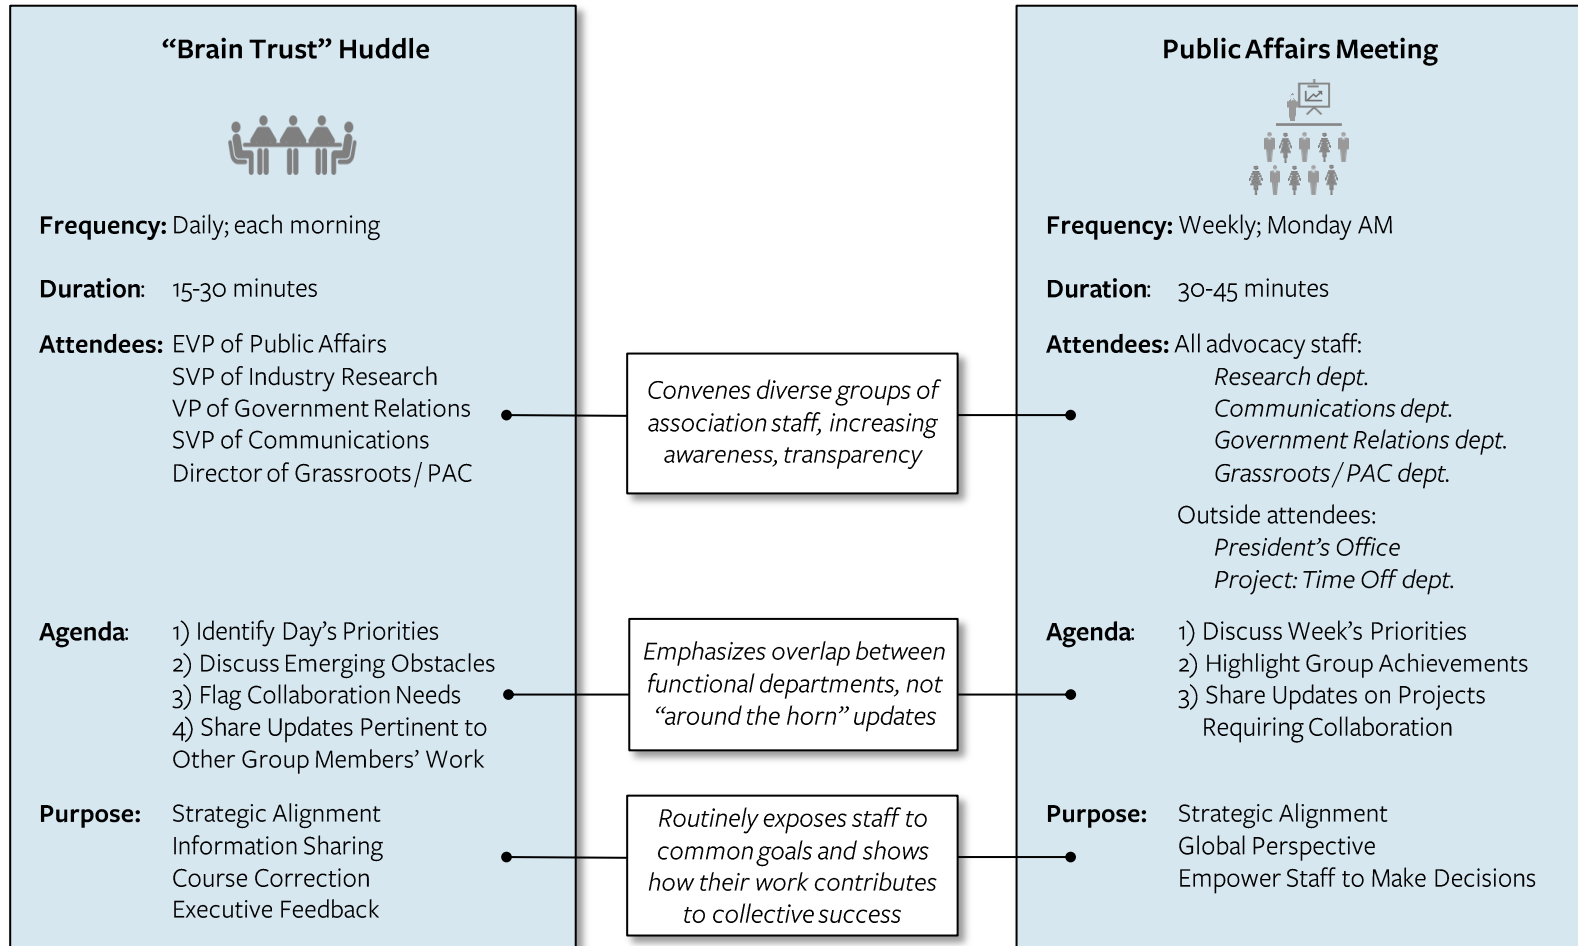 “Brain Trust” Huddle
Frequency: Daily; each morning
Duration: 15-30 minutes
Attendees: EVP of Public Affairs
SVP of Industry Research
VP of Government Relations
SVP of Communications
Director of Grassroots / PAC
Agenda: 1) Identify Day’s Priorities
2) Discuss Emerging Obstacles
3) Flag Collaboration Needs
4) Share Updates Pertinent to
Other Group Members’ Work
Purpose: Strategic Alignment
Information Sharing
Course Correction
Executive Feedback
Convenes diverse groups of
association staff, increasing
awareness, transparency
Emphasizes overlap between
functional departments, not
“around the horn” updates
Routinely exposes staff to
common goals and shows
how their work contributes
to collective success
Public Affairs Meeting
Frequency: Weekly; Monday AM
Duration: 30-45 minutes
Attendees: All advocacy staff:
Research dept.
Communications dept.
Government Relations dept.
Grassroots / PAC dept.
Outside attendees:
President’s Office
Project: Time Off dept.
Agenda: 1) Discuss Week’s Priorities
2) Highlight Group Achievements
3) Share Updates on Projects
Requiring Collaboration
Purpose: Strategic Alignment
Global Perspective
Empower Staff to Make Decisions